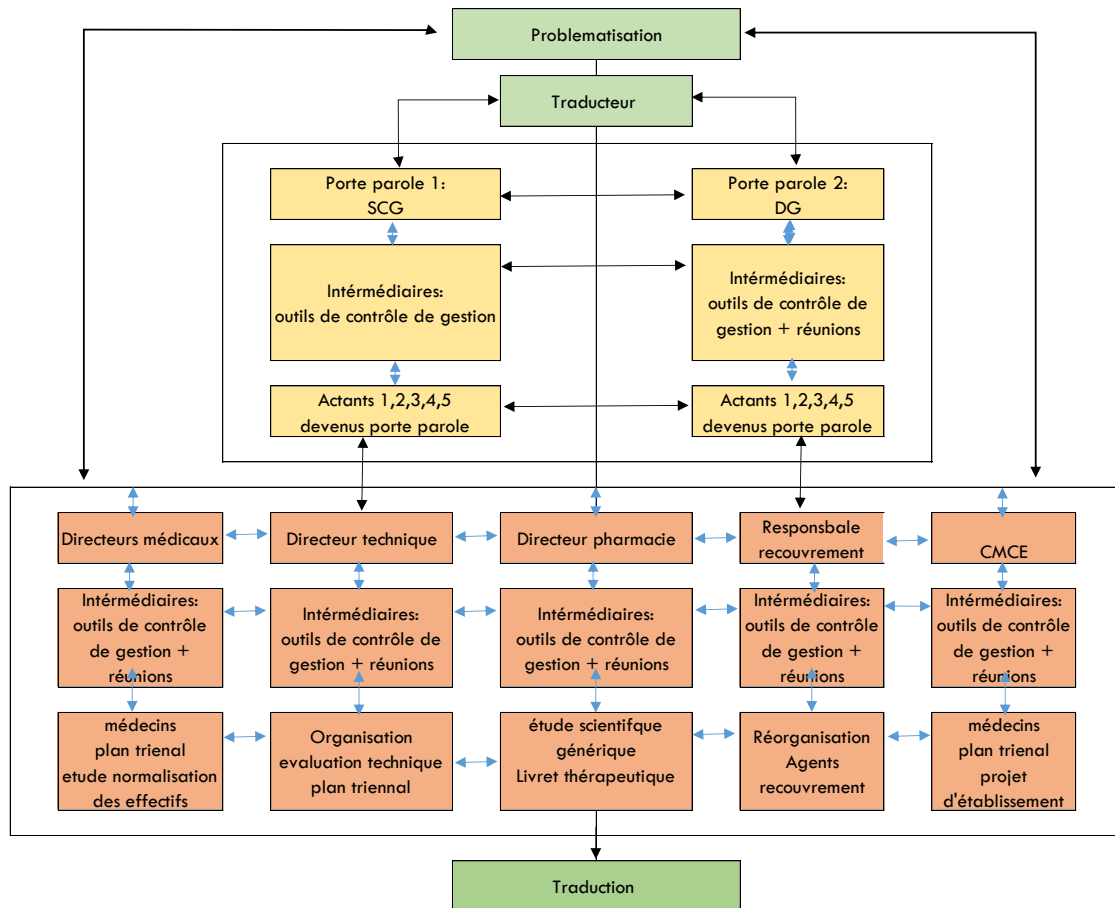 Problematisation
Traducteur
Porte parole 1:
SCG
Porte parole 2:
DG
Intérmédiaires:
outils de contrôle de gestion
Intérmédiaires:
outils de contrôle de
gestion + réunions
Actants 1,2,3,4,5
devenus porte parole
Actants 1,2,3,4,5
devenus porte parole
Directeurs médicaux
Directeur technique
Directeur pharmacie
Responsbale
recouvrement
CMCE
Intérmédiaires:
outils de contrôle
de gestion +
réunions
Intérmédiaires:
outils de contrôle de
gestion + réunions
Intérmédiaires:
outils de contrôle de
gestion + réunions
Intérmédiaires:
outils de contrôle
de gestion +
réunions
Intérmédiaires:
outils de contrôle
de gestion +
réunions
médecins
plan trienal
etude normalisation
des effectifs
Organisation
evaluation technique
plan triennal
étude scientifque
générique
Livret thérapeutique
Réorganisation
Agents
recouvrement
médecins
plan trienal
projet
d'établissement
Traduction